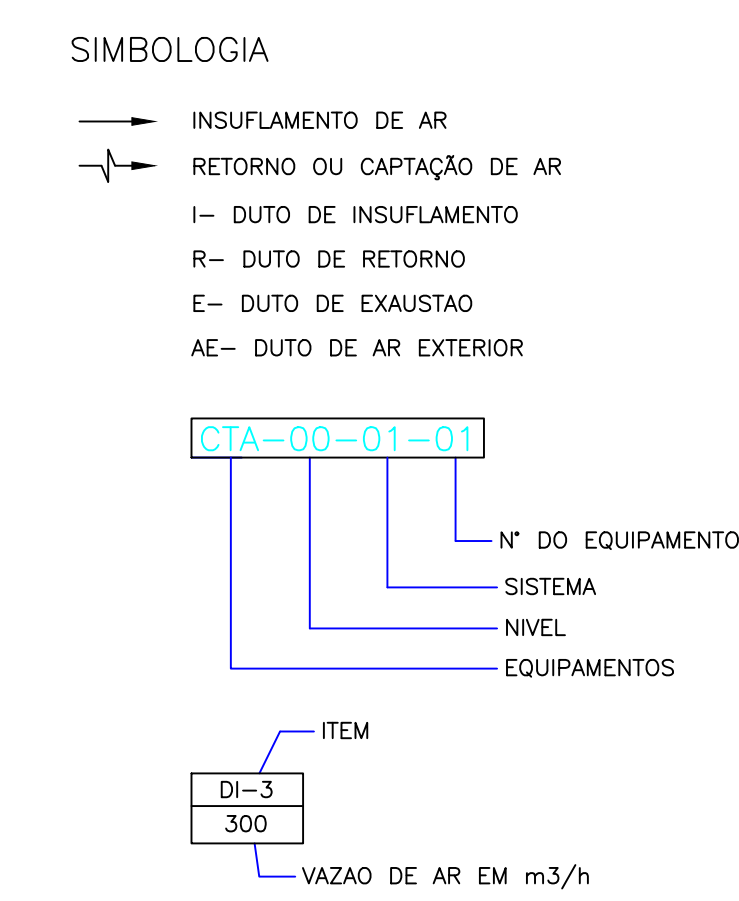 SIMBOLOGIA
INSUFLAMENTO DE AR
RETORNO OU CAPTAÇÃO DE AR
I- DUTO DE INSUFLAMENTO
R- DUTO DE RETORNO
E- DUTO DE EXAUSTAO
AE- DUTO DE AR EXTERIOR
CTA-00-01-01
N° DO EQUIPAMENTO
SISTEMA
NIVEL
EQUIPAMENTOS
ITEM
DI-3
300
VAZAO DE AR EM m3/h